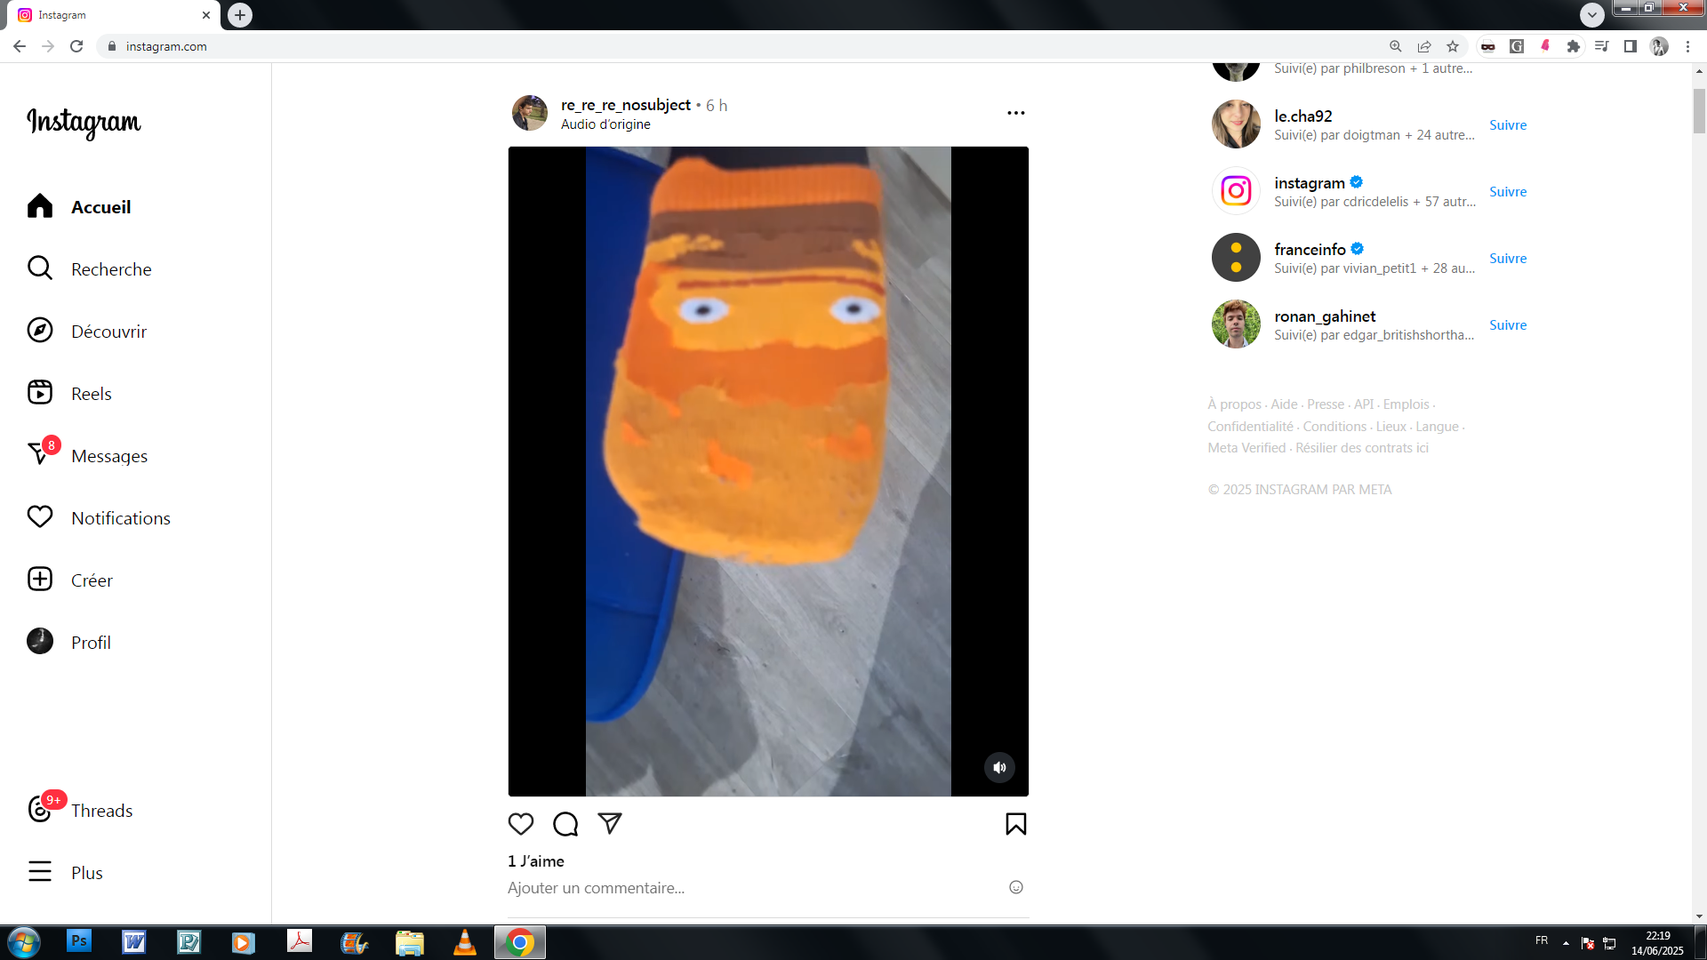 Instagram
instagram.com
Instagram
Accueil
Recherche
Découvrir
Reels
8
Messages
Notifications
Créer
Profil
9+
Threads
Plus
re_re_re_nosubject • 6 h
Audio d'origine
1 J'aime
Ajouter un commentaire...
Suivi(e) par philbreson + 1 autre...
le.cha92
Suivi(e) par doigtman + 24 autre...
Suivre
instagram
Suivi(e) par cdricdelelis + 57 autr...
Suivre
franceinfo
Suivi(e) par vivian_petit1 + 28 au...
Suivre
ronan_gahinet
Suivi(e) par edgar_britishshortha...
Suivre
À propos · Aide · Presse · API · Emplois ·
Confidentialité · Conditions · Lieux · Langue ·
Meta Verified · Résilier des contrats ici
© 2025 INSTAGRAM PAR META
Ps
W
P
FR
22:19
14/06/2025